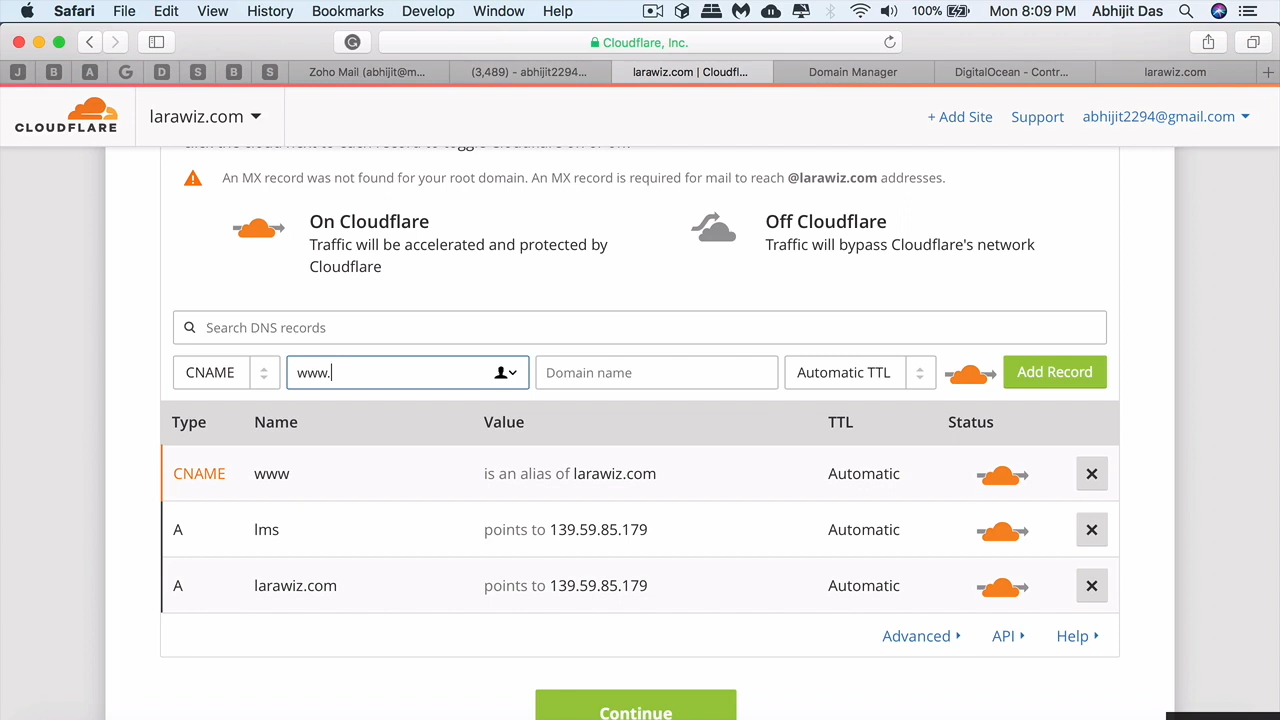 Safari File Edit View History Bookmarks Develop Window Help 100% Mon 8:09 PM Abhijit Das
Cloudflare, Inc.
J B A G D S B S Zoho Mail (abhijit@m... (3,489) - abhijit2294... larawiz.com | Cloudfl... Domain Manager DigitalOcean - Contr... larawiz.com
CLOUDFLARE larawiz.com + Add Site Support abhijit2294@gmail.com
An MX record was not found for your root domain. An MX record is required for mail to reach @larawiz.com addresses.
On Cloudflare
Traffic will be accelerated and protected by
Cloudflare
Off Cloudflare
Traffic will bypass Cloudflare's network
Search DNS records
CNAME www. Domain name Automatic TTL Add Record
Type Name Value TTL Status
CNAME www is an alias of larawiz.com Automatic
A lms points to 139.59.85.179 Automatic
A larawiz.com points to 139.59.85.179 Automatic
Advanced API Help
Continue